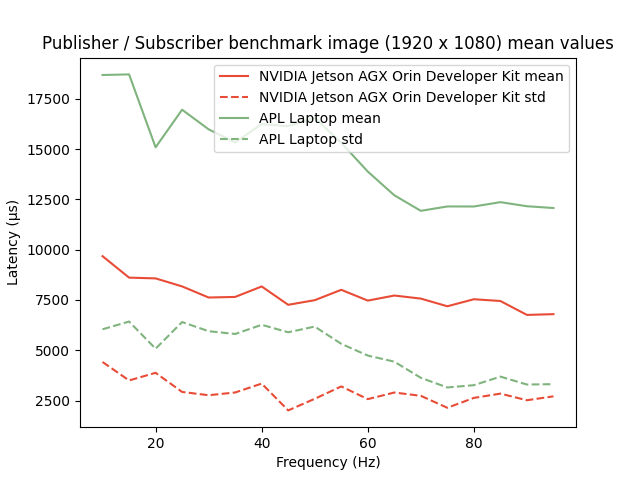 Publisher / Subscriber benchmark image (1920 x 1080) mean values
NVIDIA Jetson AGX Orin Developer Kit mean
NVIDIA Jetson AGX Orin Developer Kit std
APL Laptop mean
APL Laptop std
17500
15000
12500
10000
7500
5000
2500
Latency (µs)
20 40 60 80
Frequency (Hz)